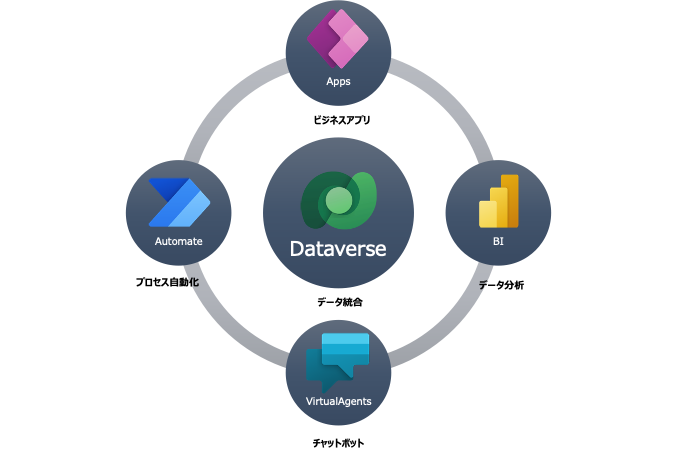 Apps
ビジネスアプリ
Automate
プロセス自動化
Dataverse
データ統合
BI
データ分析
VirtualAgents
チャットボット